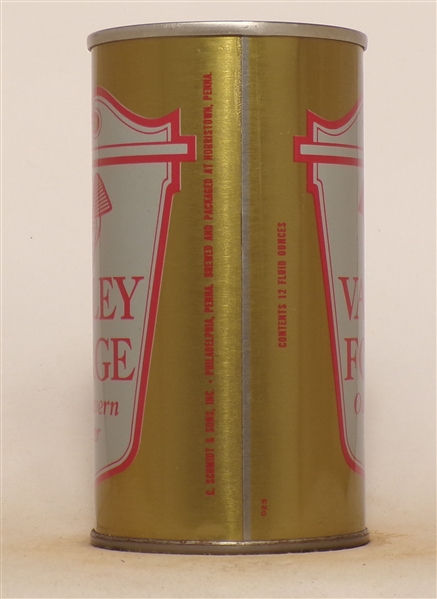 LEY
GE
ern
r
C. SCHMIDT & SONS, INC. • PHILADELPHIA, PENNA. BREWED AND PACKAGED AT NORRISTOWN, PENNA.
CONTENTS 12 FLUID OUNCES
VA
FO
O